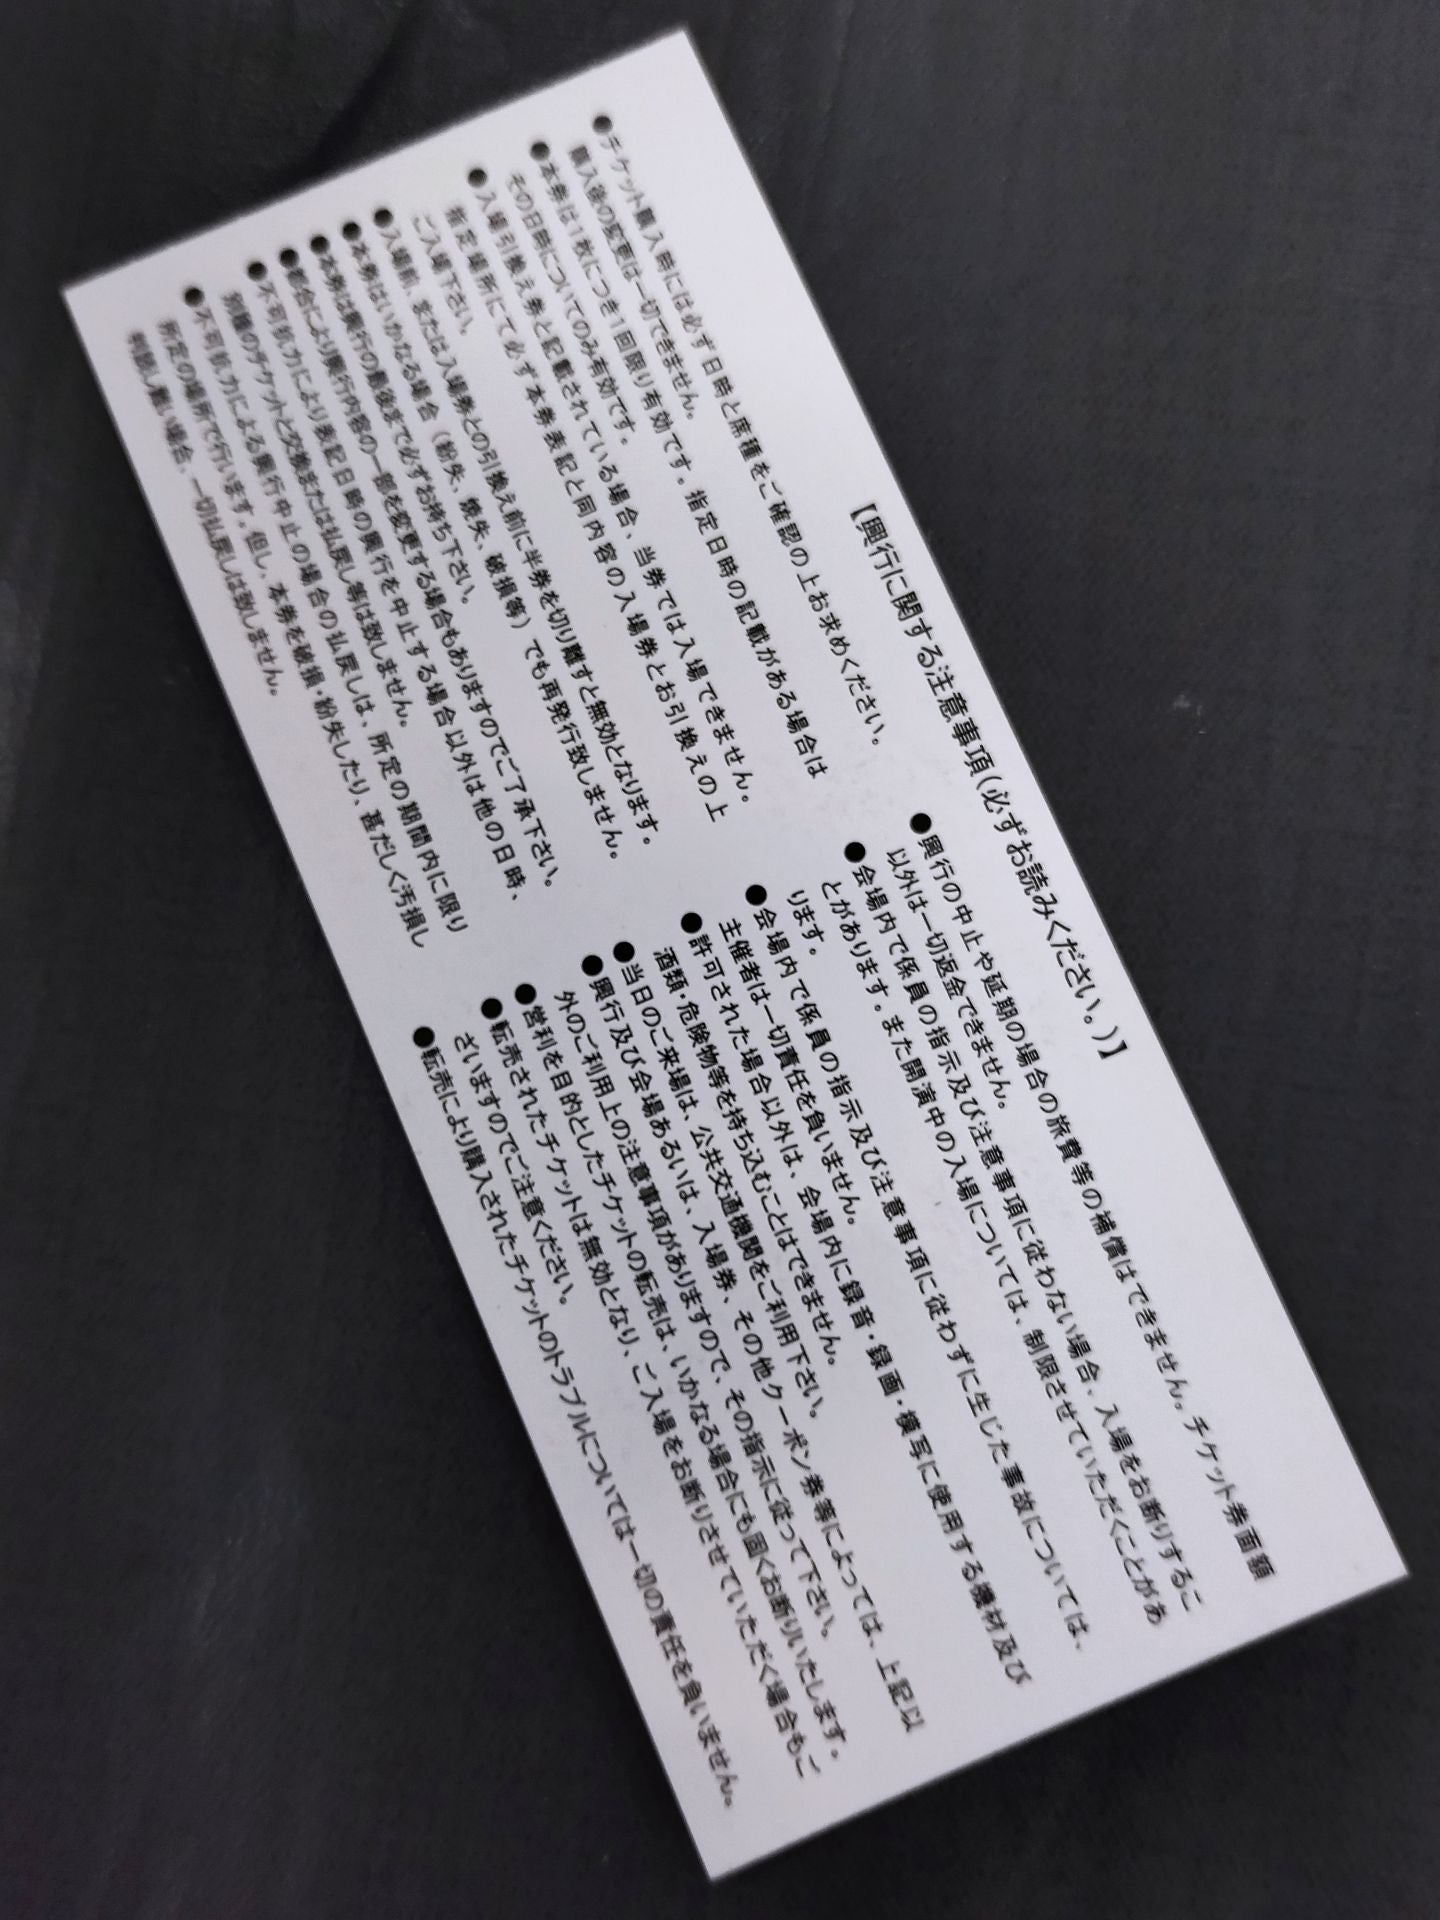 【興行に関する注意事項(必ずお読みください。)】
●チケット購入時には必ず日時と席種をご確認の上お求めください。
購入後の変更は一切できません。
●本券は1枚につき1回限り有効です。指定日時の記載がある場合は
その日時についてのみ有効です。
●入場引換え券と記載されている場合、当券では入場できません。
指定場所にて必ず本券表記と同内容の入場券とお引換えの上
ご入場下さい。
●入場前、または入場券との引換え前に半券を切り離すと無効となります。
●本券はいかなる場合(紛失、焼失、破損等)でも再発行致しません。
●本券は興行の最後まで必ずお持ち下さい。
●都合により興行内容の一部を変更する場合もありますのでご了承下さい。
●不可抗力により表記日時の興行を中止する場合以外は他の日時、
別種のチケットと交換または払戻し等は致しません。
●不可抗力による興行中止の場合の払戻しは、所定の期間内に限り
所定の場所で行います。但し、本券を破損・紛失したり、甚だしく汚損し
判読し難い場合、一切払戻しは致しません。
●興行の中止や延期の場合の旅費等の補償はできません。チケット券面額
以外は一切返金できません。
●会場内で係員の指示及び注意事項に従わない場合、入場をお断りするこ
とがあります。また開演中の入場については、制限させていただくことがあ
ります。
●会場内で係員の指示及び注意事項に従わずに生じた事故については、
主催者は一切責任を負いません。
●許可された場合以外は、会場内に録音・録画・模写に使用する機材及び
酒類・危険物等を持ち込むことはできません。
●当日のご来場は、公共交通機関をご利用下さい。
●興行及び会場あるいは、入場券、その他クーポン券等によっては、上記以
外のご利用上の注意事項がありますので、その指示に従って下さい。
●営利を目的としたチケットの転売は、いかなる場合にも固くお断りいたします。
●転売されたチケットは無効となり、ご入場をお断りさせていただく場合もご
ざいますのでご注意ください。
●転売により購入されたチケットのトラブルについては一切の責任を負いません。